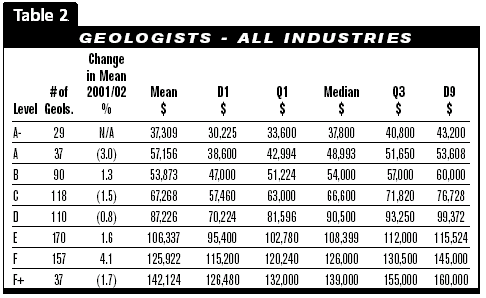 Table 2
GEOLOGISTS - ALL INDUSTRIES
Change
in Mean
# of 2001/02 Mean D1 Q1 Median Q3 D9
Level Geols. % $ $ $ $ $ $
A- 29 N/A 37,309 30,225 33,600 37,800 40,800 43,200
A 37 (3.0) 57,156 38,600 42,994 48,993 51,650 53,608
B 90 1.3 53,873 47,000 51,224 54,000 57,000 60,000
C 118 (1.5) 67,268 57,460 63,000 66,600 71,820 76,728
D 110 (0.8) 87,226 70,224 81,596 90,500 93,250 99,372
E 170 1.6 106,337 95,400 102,780 108,399 112,000 115,524
F 157 4.1 125,922 115,200 120,240 126,000 130,500 145,000
F+ 37 (1.7) 142,124 126,480 132,000 139,000 155,000 160,000